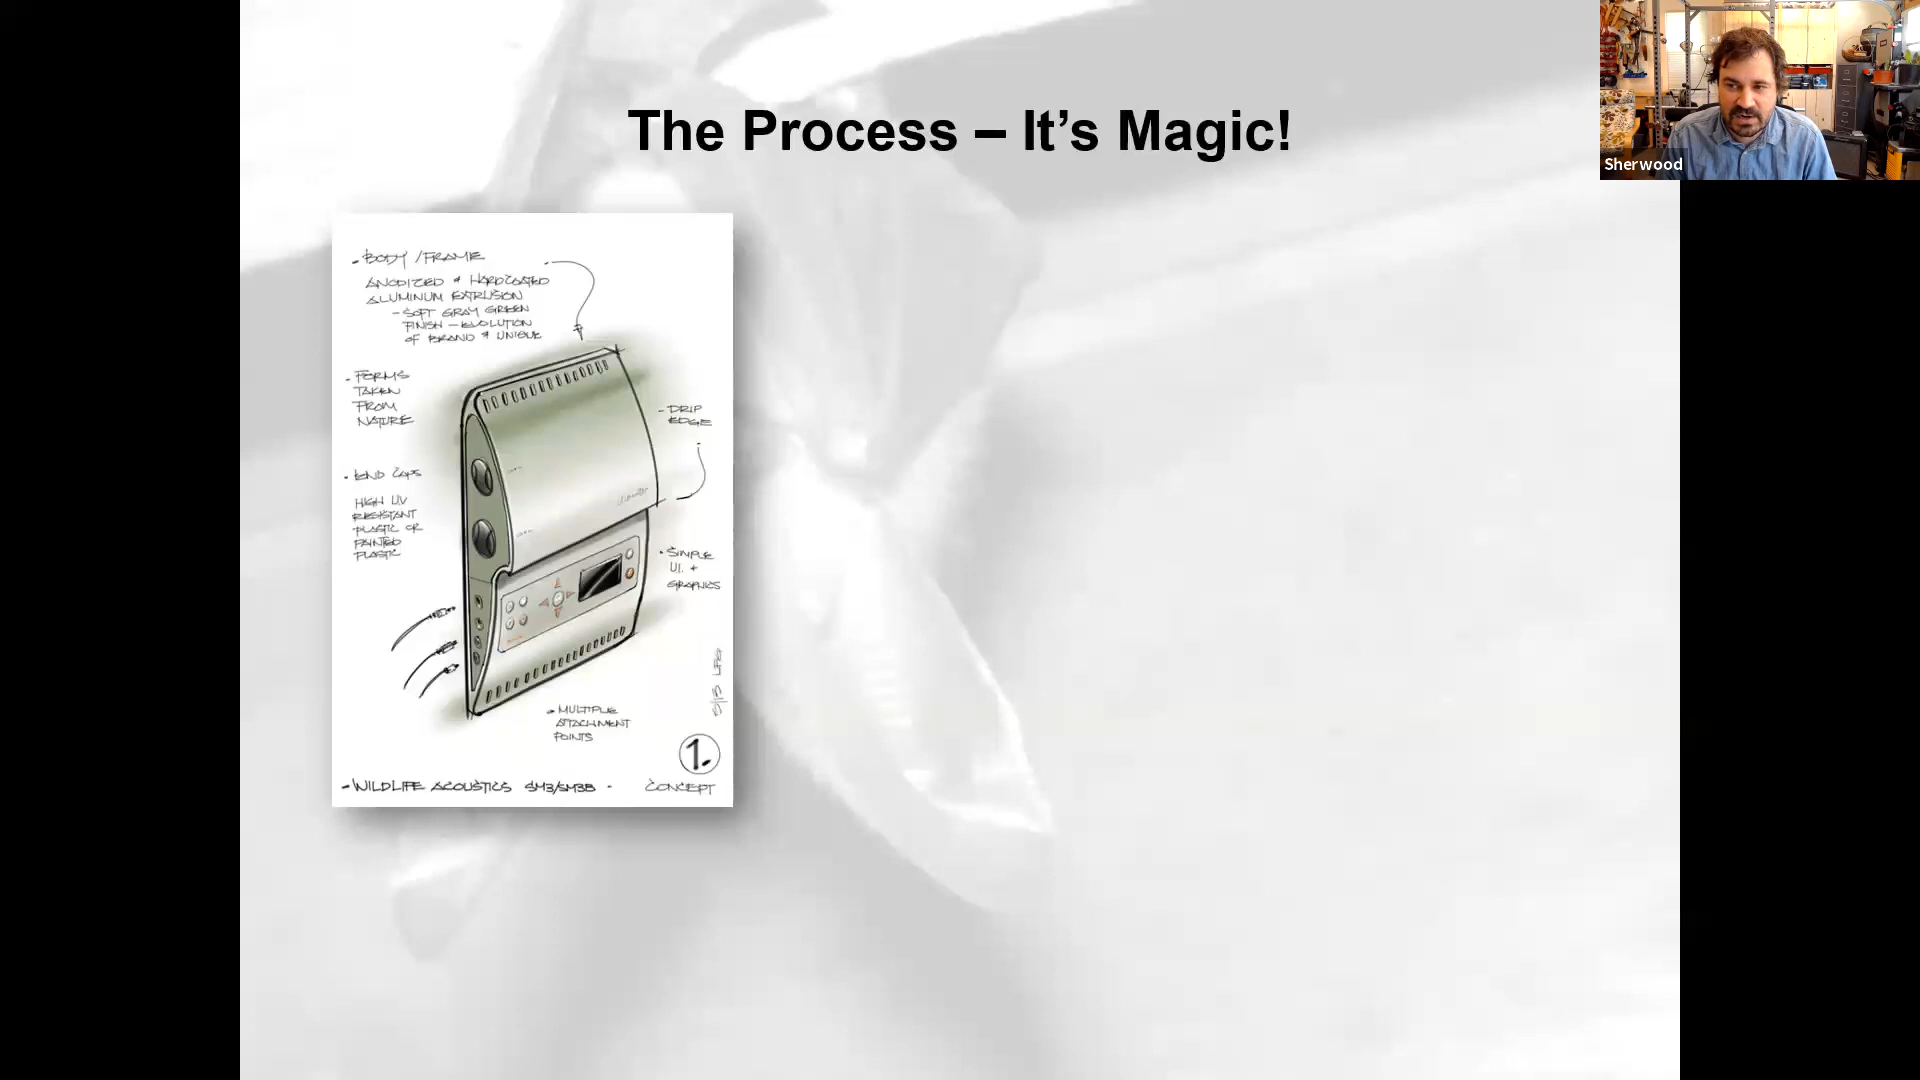 The Process – It’s Magic!
Sherwood
- BODY / FRAME
ANODIZED & HARDCOATED
ALUMINUM EXTRUSION
- SOFT GRAY GREEN
FINISH - EVOLUTION
OF BRAND & UNIQUE
- FORMS
TAKEN
FROM
NATURE
- DRIP
EDGE
- END CAPS
HIGH UV
RESISTANT
PLASTIC OR
PAINTED
PLASTIC
- SIMPLE
UI. +
GRAPHICS
- MULTIPLE
ATTACHMENT
POINTS
1.
- WILDLIFE ACOUSTICS SM3/SM3B - CONCEPT